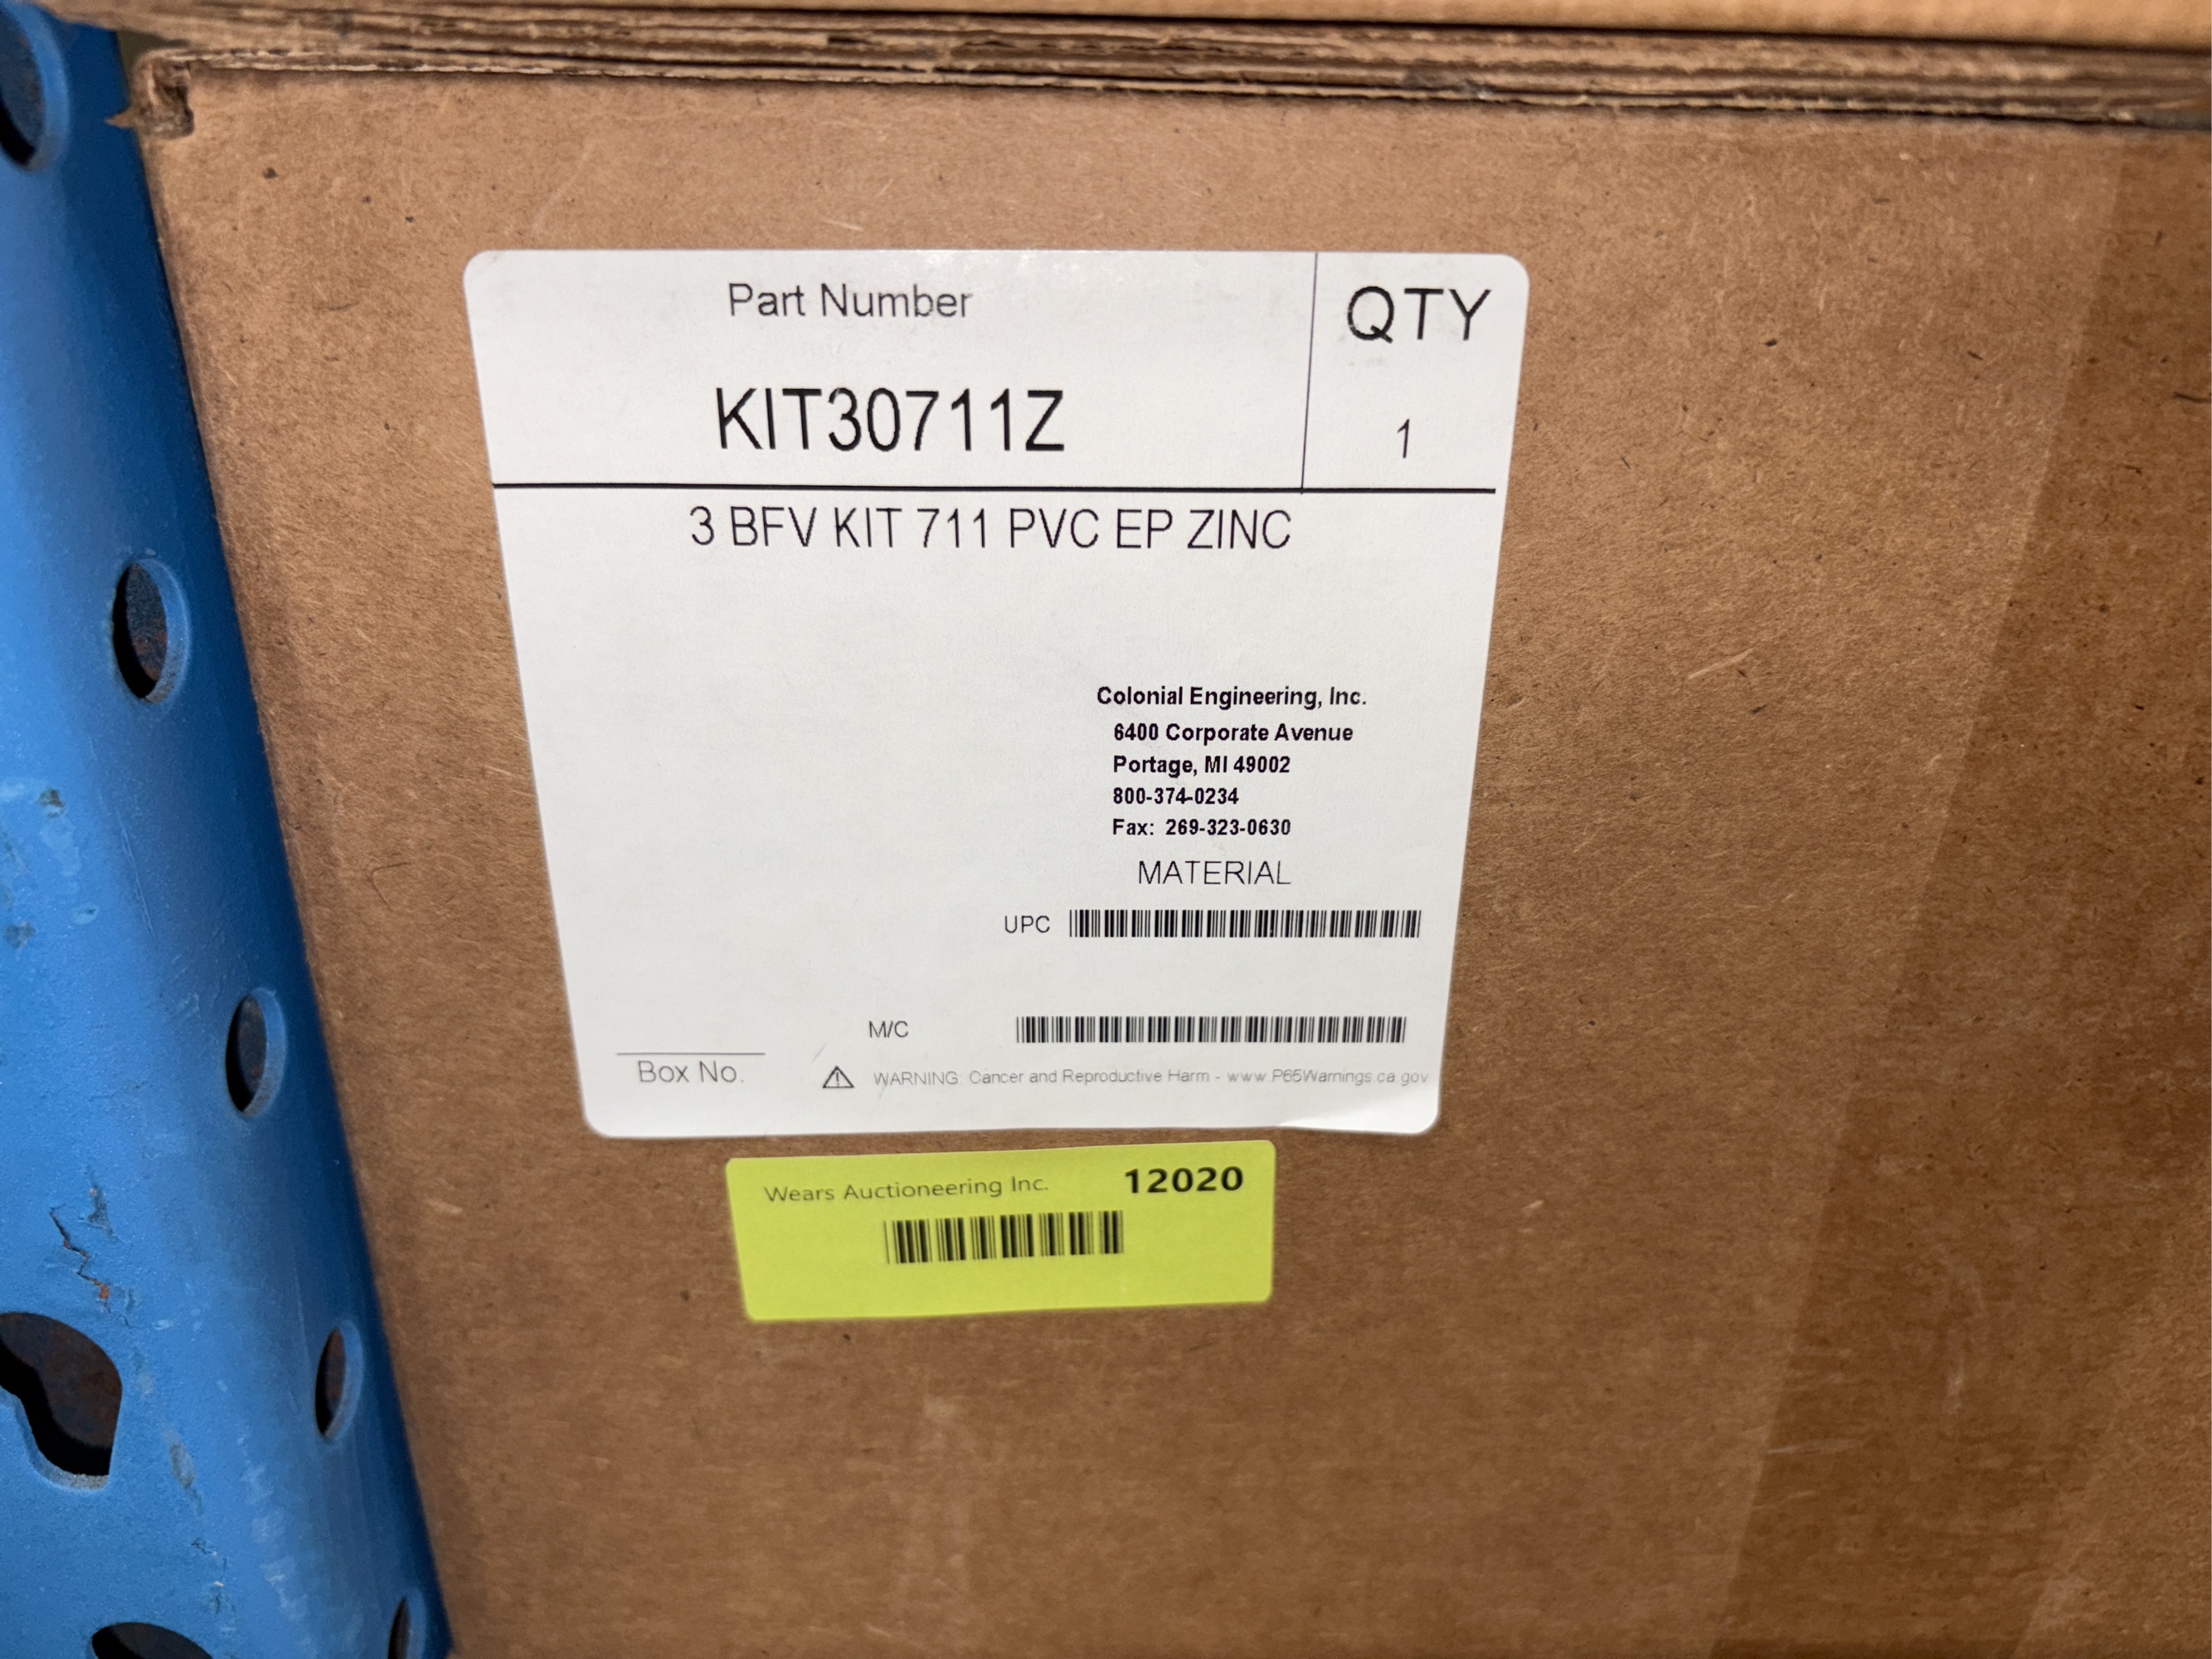 Part Number
QTY
KIT30711Z
1
3 BFV KIT 711 PVC EP ZINC
Colonial Engineering, Inc.
6400 Corporate Avenue
Portage, MI 49002
800-374-0234
Fax: 269-323-0630
MATERIAL
UPC
M/C
Box No.
WARNING: Cancer and Reproductive Harm - www.P65Warnings.ca.gov
Wears Auctioneering Inc. 12020